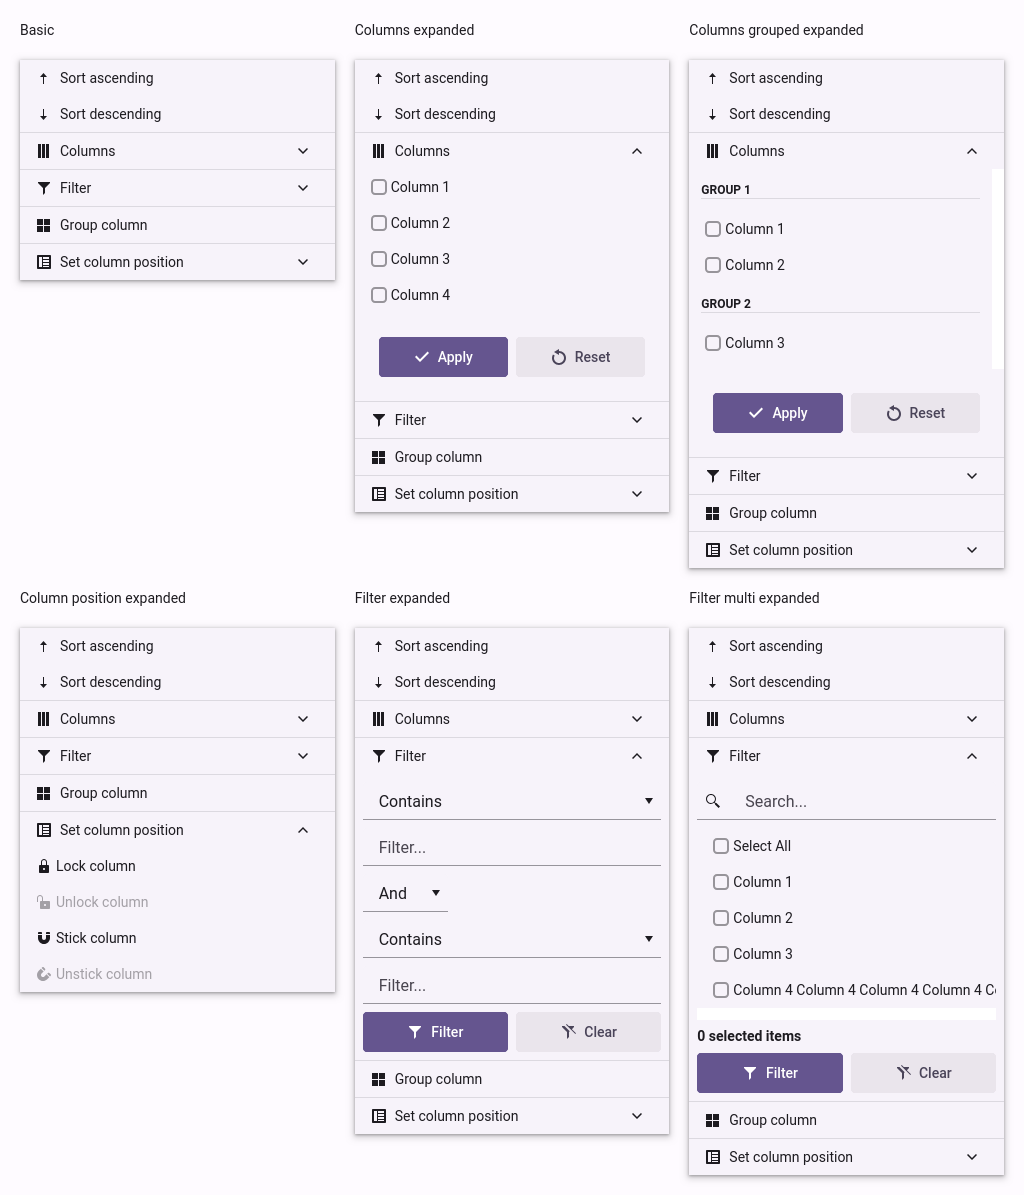 Basic
Sort ascending
Sort descending
Columns
Filter
Group column
Set column position
Columns expanded
Sort ascending
Sort descending
Columns
Column 1
Column 2
Column 3
Column 4
Apply Reset
Filter
Group column
Set column position
Columns grouped expanded
Sort ascending
Sort descending
Columns
GROUP 1
Column 1
Column 2
GROUP 2
Column 3
Apply Reset
Filter
Group column
Set column position
Column position expanded
Sort ascending
Sort descending
Columns
Filter
Group column
Set column position
Lock column
Unlock column
Stick column
Unstick column
Filter expanded
Sort ascending
Sort descending
Columns
Filter
Contains
Filter...
And
Contains
Filter...
Filter Clear
Group column
Set column position
Filter multi expanded
Sort ascending
Sort descending
Columns
Filter
Search...
Select All
Column 1
Column 2
Column 3
Column 4 Column 4 Column 4 Column 4
0 selected items
Filter Clear
Group column
Set column position